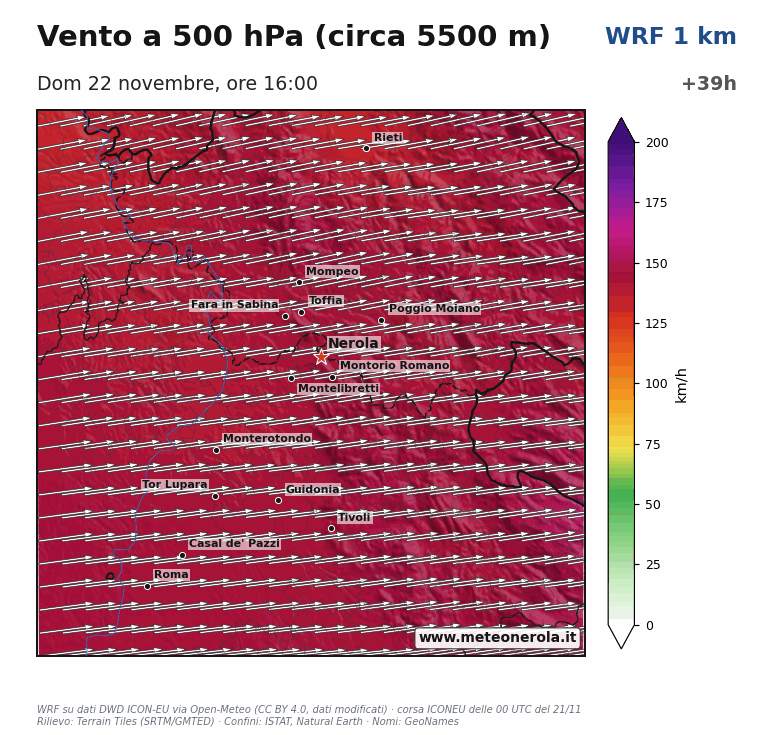 Vento a 500 hPa (circa 5500 m)
WRF 1 km
Dom 22 novembre, ore 16:00
+39h
Rieti
Mompeo
Fara in Sabina
Toffia
Poggio Moiano
Nerola
Montorio Romano
Montelibretti
Monterotondo
Tor Lupara
Guidonia
Tivoli
Casal de' Pazzi
Roma
www.meteonerola.it
200
175
150
125
100
75
50
25
0
km/h
WRF su dati DWD ICON-EU via Open-Meteo (CC BY 4.0, dati modificati) · corsa ICONEU delle 00 UTC del 21/11
Rilievo: Terrain Tiles (SRTM/GMTED) · Confini: ISTAT, Natural Earth · Nomi: GeoNames